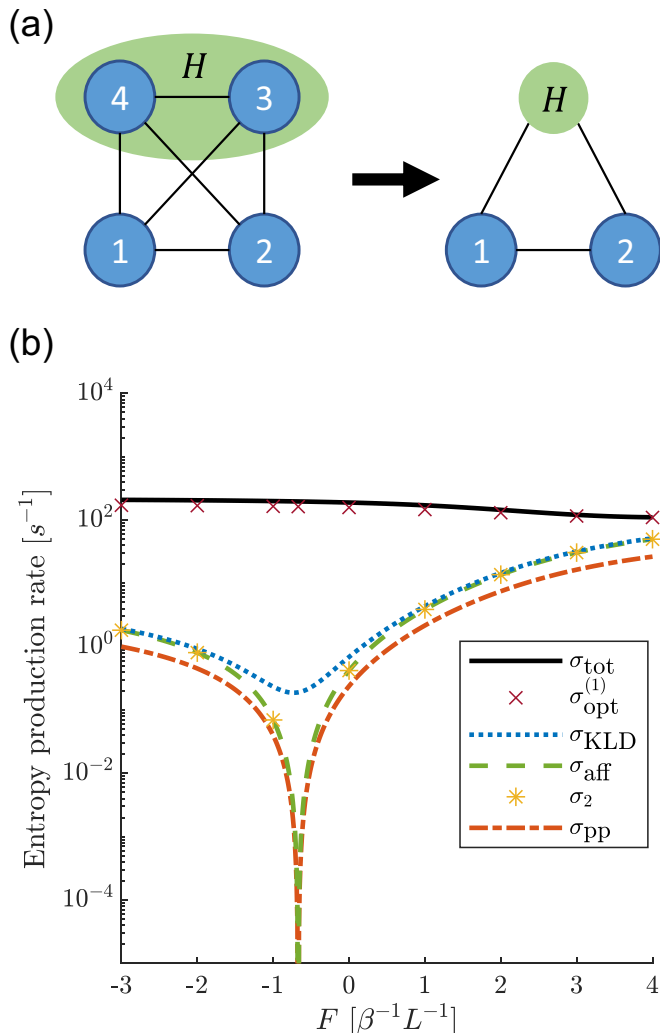 (a)
H
4 3
H
1 2
1 2
(b)
10^4
10^2
10^0
10^-2
10^-4
Entropy production rate [s^-1]
σ_tot
σ_opt^(1)
σ_KLD
σ_aff
σ_2
σ_pp
-3 -2 -1 0 1 2 3 4
F [β^-1 L^-1]